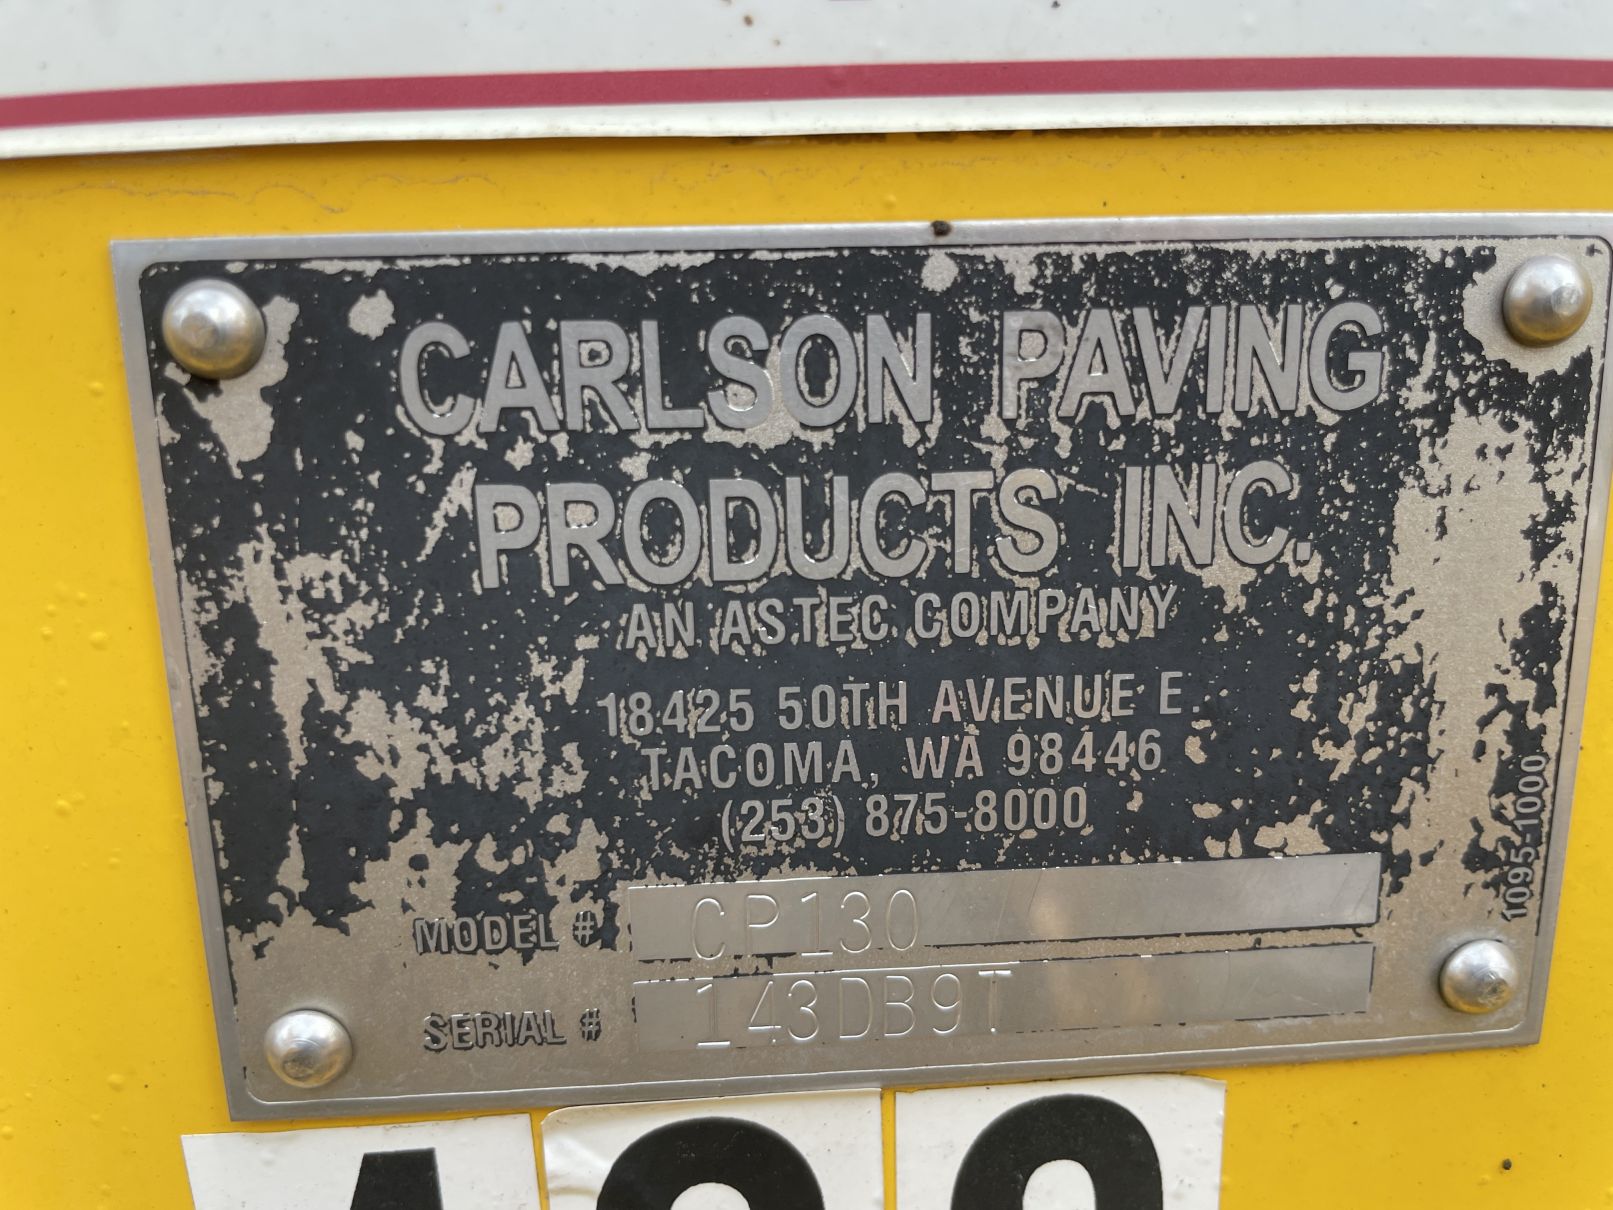 CARLSON PAVING
PRODUCTS INC.
AN ASTEC COMPANY
18425 50TH AVENUE E.
TACOMA, WA 98446
(253) 875-8000
MODEL # CP130
SERIAL # 143DB9T
1095-1000